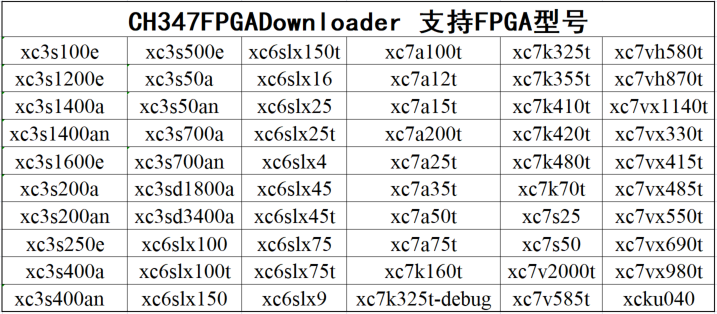 CH347FPGADownloader 支持FPGA型号
xc3s100e xc3s500e xc6slx150t xc7a100t xc7k325t xc7vh580t
xc3s1200e xc3s50a xc6slx16 xc7a12t xc7k355t xc7vh870t
xc3s1400a xc3s50an xc6slx25 xc7a15t xc7k410t xc7vx1140t
xc3s1400an xc3s700a xc6slx25t xc7a200t xc7k420t xc7vx330t
xc3s1600e xc3s700an xc6slx4 xc7a25t xc7k480t xc7vx415t
xc3s200a xc3sd1800a xc6slx45 xc7a35t xc7k70t xc7vx485t
xc3s200an xc3sd3400a xc6slx45t xc7a50t xc7s25 xc7vx550t
xc3s250e xc6slx100 xc6slx75 xc7a75t xc7s50 xc7vx690t
xc3s400a xc6slx100t xc6slx75t xc7k160t xc7v2000t xc7vx980t
xc3s400an xc6slx150 xc6slx9 xc7k325t-debug xc7v585t xcku040